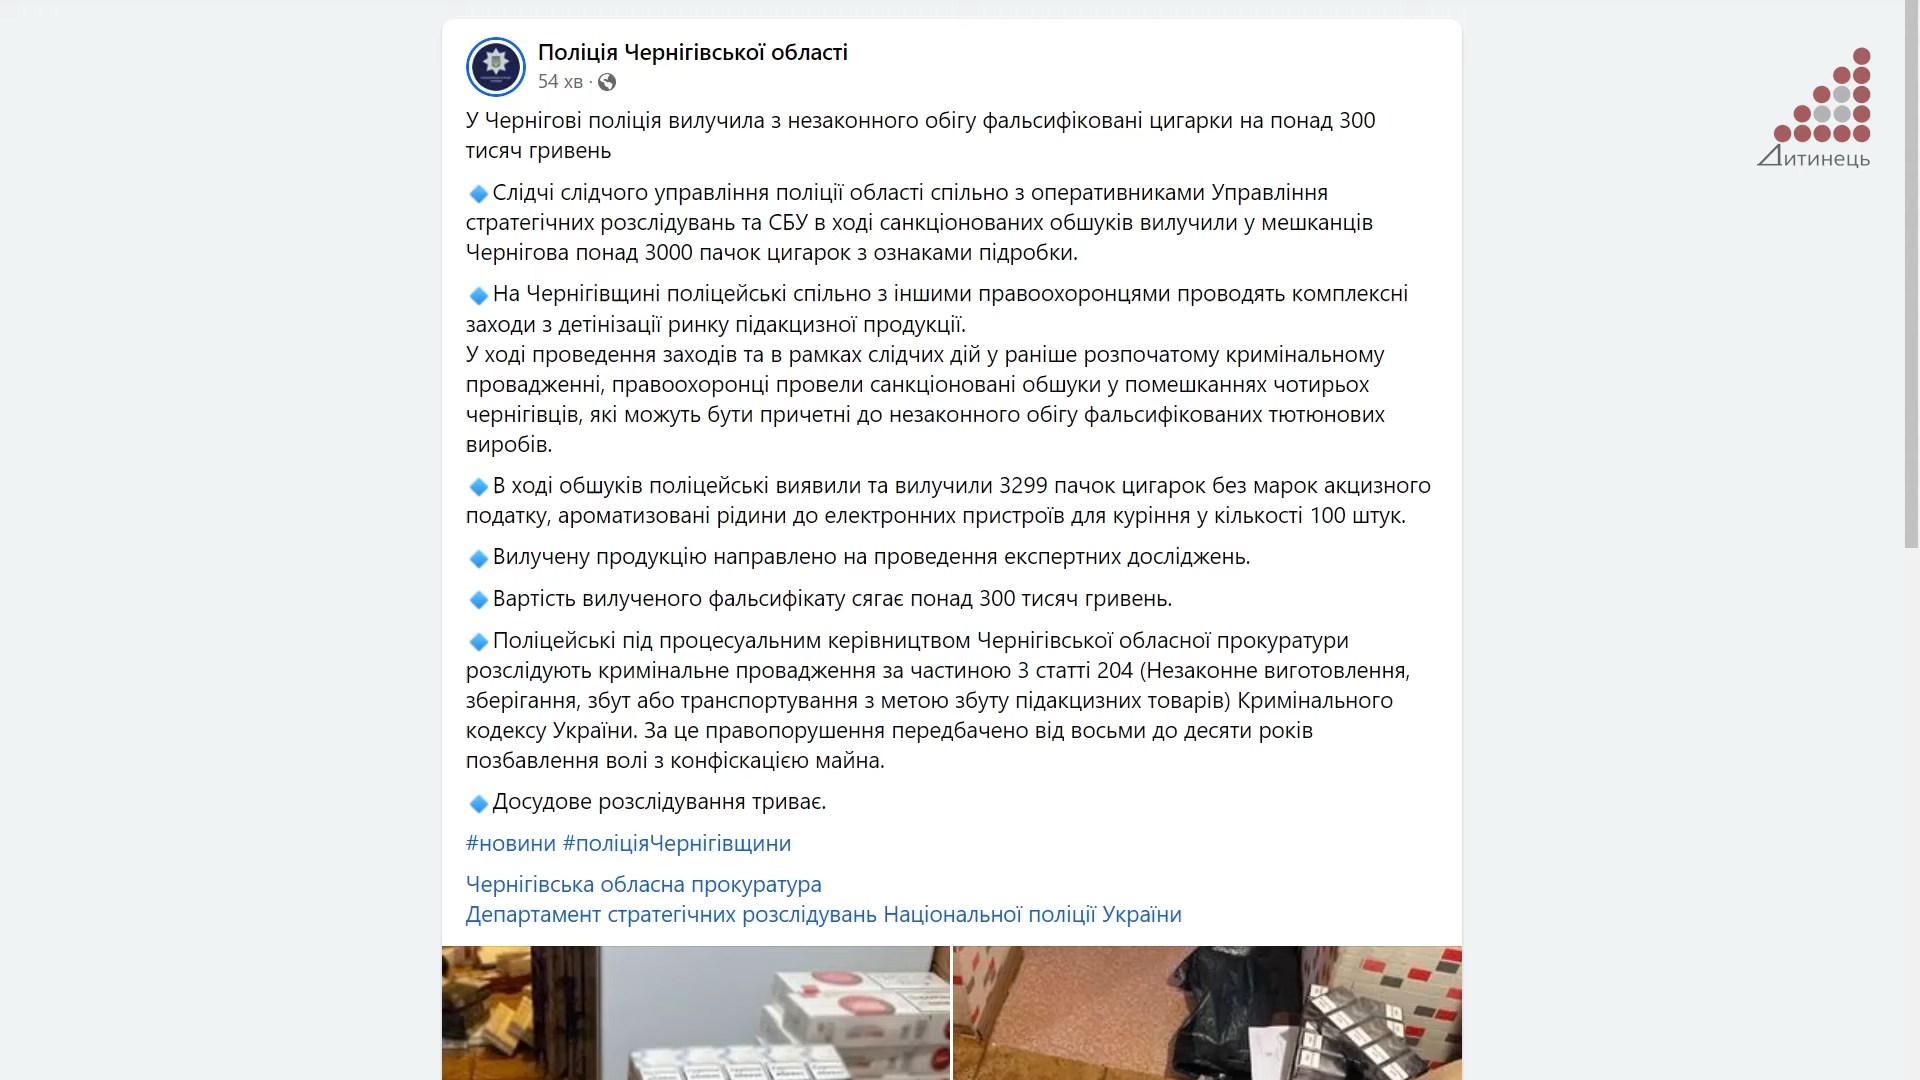 Поліція Чернігівської області
54 хв ·
У Чернігові поліція вилучила з незаконного обігу фальсифіковані цигарки на понад 300
тисяч гривень
🔷Слідчі слідчого управління поліції області спільно з оперативниками Управління
стратегічних розслідувань та СБУ в ході санкціонованих обшуків вилучили у мешканців
Чернігова понад 3000 пачок цигарок з ознаками підробки.
🔷На Чернігівщині поліцейські спільно з іншими правоохоронцями проводять комплексні
заходи з детінізації ринку підакцизної продукції.
У ході проведення заходів та в рамках слідчих дій у раніше розпочатому кримінальному
провадженні, правоохоронці провели санкціоновані обшуки у помешканнях чотирьох
чернігівців, які можуть бути причетні до незаконного обігу фальсифікованих тютюнових
виробів.
🔷В ході обшуків поліцейські виявили та вилучили 3299 пачок цигарок без марок акцизного
податку, ароматизовані рідини до електронних пристроїв для куріння у кількості 100 штук.
🔷Вилучену продукцію направлено на проведення експертних досліджень.
🔷Вартість вилученого фальсифікату сягає понад 300 тисяч гривень.
🔷Поліцейські під процесуальним керівництвом Чернігівської обласної прокуратури
розслідують кримінальне провадження за частиною 3 статті 204 (Незаконне виготовлення,
зберігання, збут або транспортування з метою збуту підакцизних товарів) Кримінального
кодексу України. За це правопорушення передбачено від восьми до десяти років
позбавлення волі з конфіскацією майна.
🔷Досудове розслідування триває.
#новини #поліціяЧернігівщини
Чернігівська обласна прокуратура
Департамент стратегічних розслідувань Національної поліції України
Дитинець